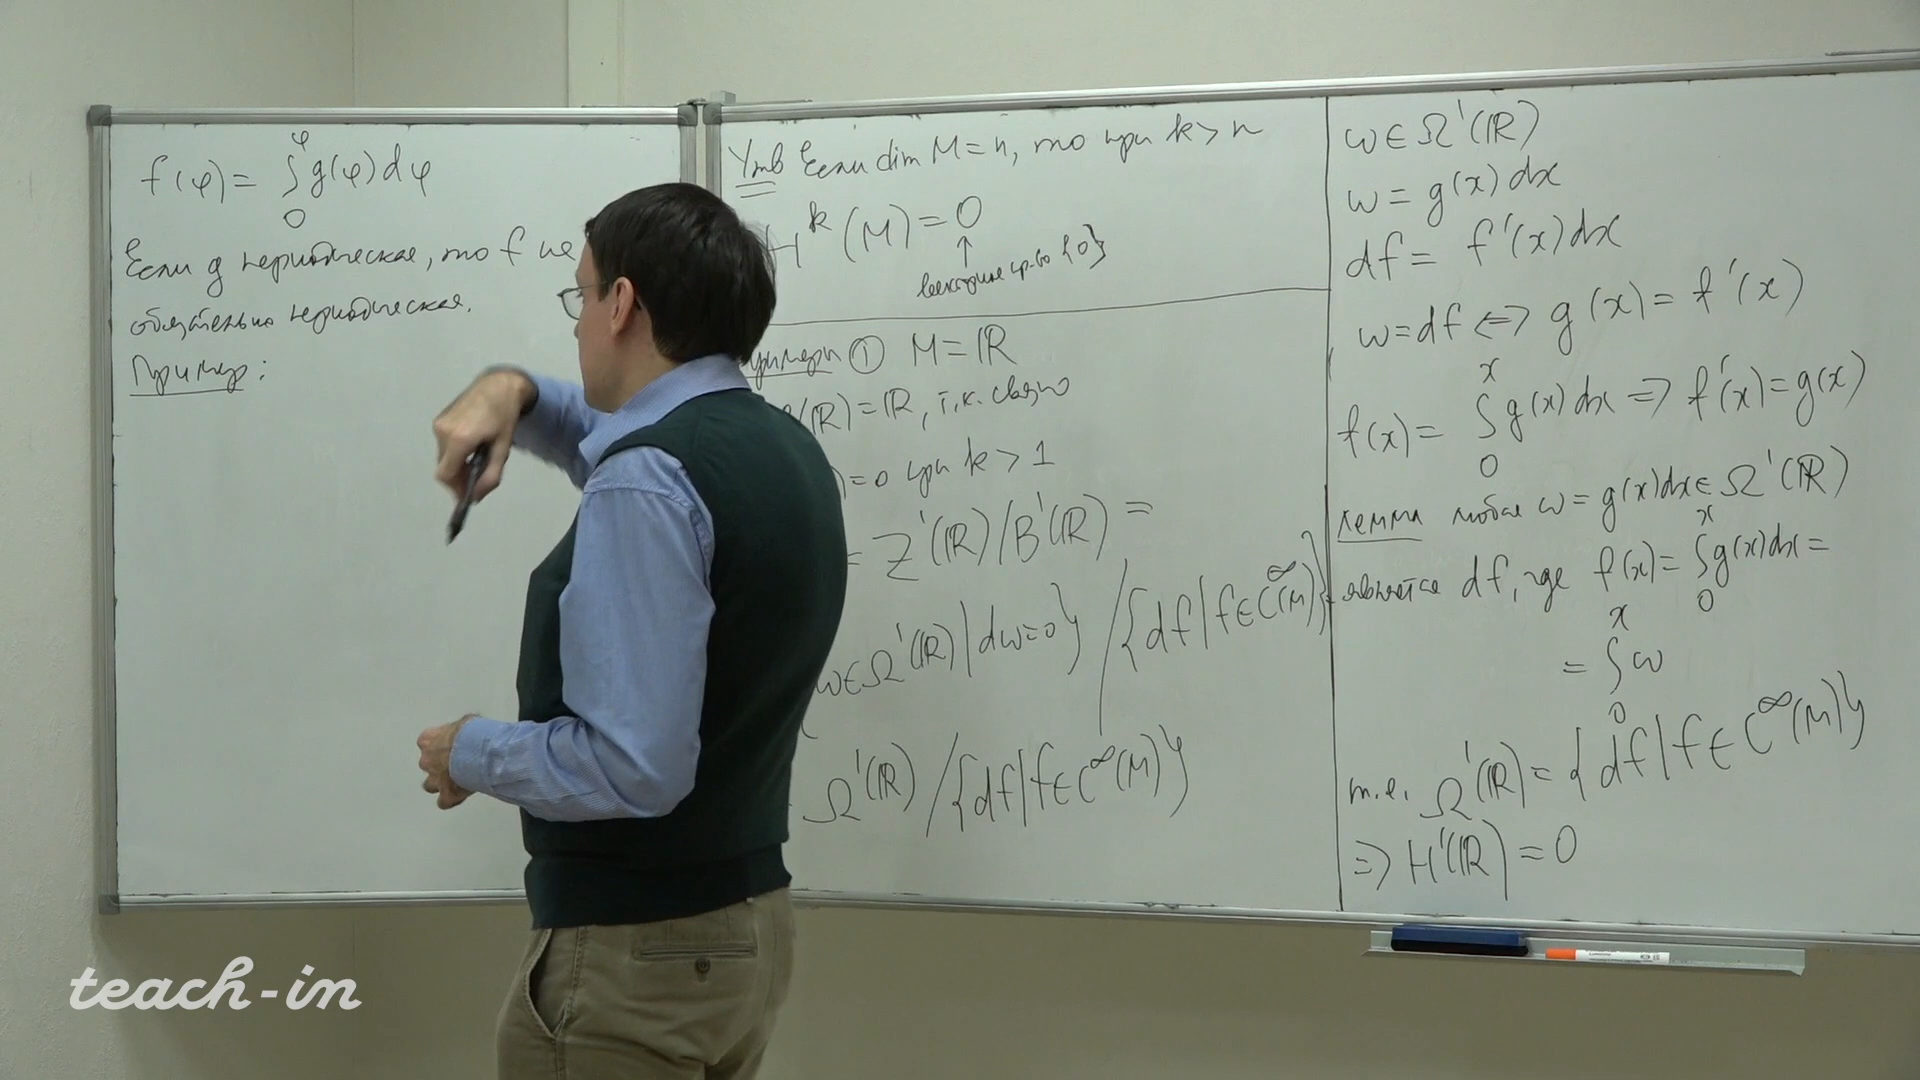 f(φ) = ∫₀^φ g(φ)dφ
Если g периодическая, то f не
обязательно периодическая.
Пример:
Утв Если dim M = n, то при k > n
H^k (M) = 0
↑
векторное пр-во {0}
Примеры ① M = ℝ
(ℝ) = ℝ, т.к. связно
) = 0 при k > 1
= Z¹(ℝ)/B¹(ℝ) =
ω∈Ω¹(ℝ) | dω=0} / {df | f∈C^∞(M)}
Ω¹(ℝ) / {df | f∈C^∞(M)}
ω ∈ Ω¹(ℝ)
ω = g(x) dx
df = f'(x) dx
ω = df ⇔ g(x) = f'(x)
f(x) = ∫₀^x g(x) dx ⇒ f'(x) = g(x)
Лемма любая ω = g(x)dx ∈ Ω¹(ℝ)
является df, где f(x) = ∫₀^x g(x)dx =
= ∫₀^x ω
т.е. Ω¹(ℝ) = {df | f∈C^∞(M)}
⇒ H¹(ℝ) = 0
teach-in